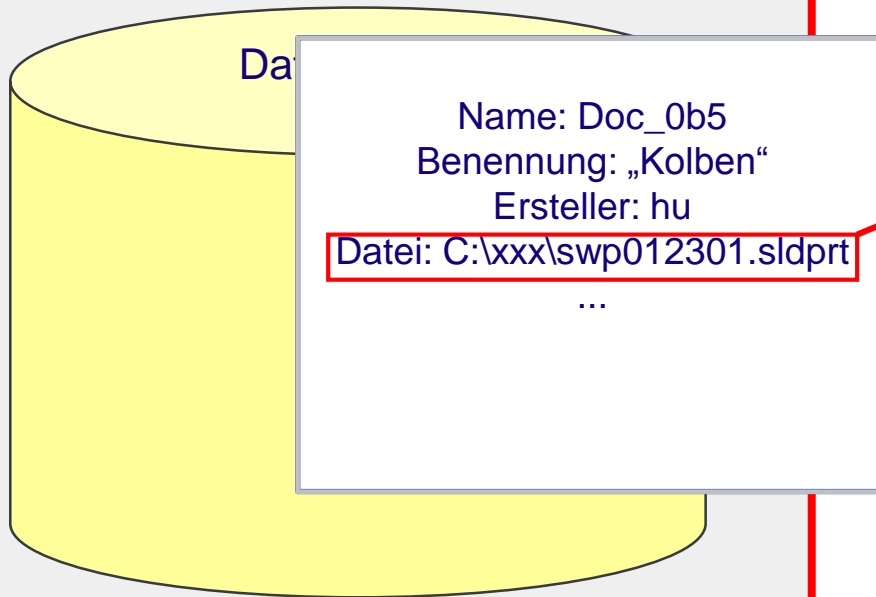 Name: Doc_0b5
Benennung: „Kolben“
Ersteller: hu
Datei: C:\xxx\swp012301.sldprt
...